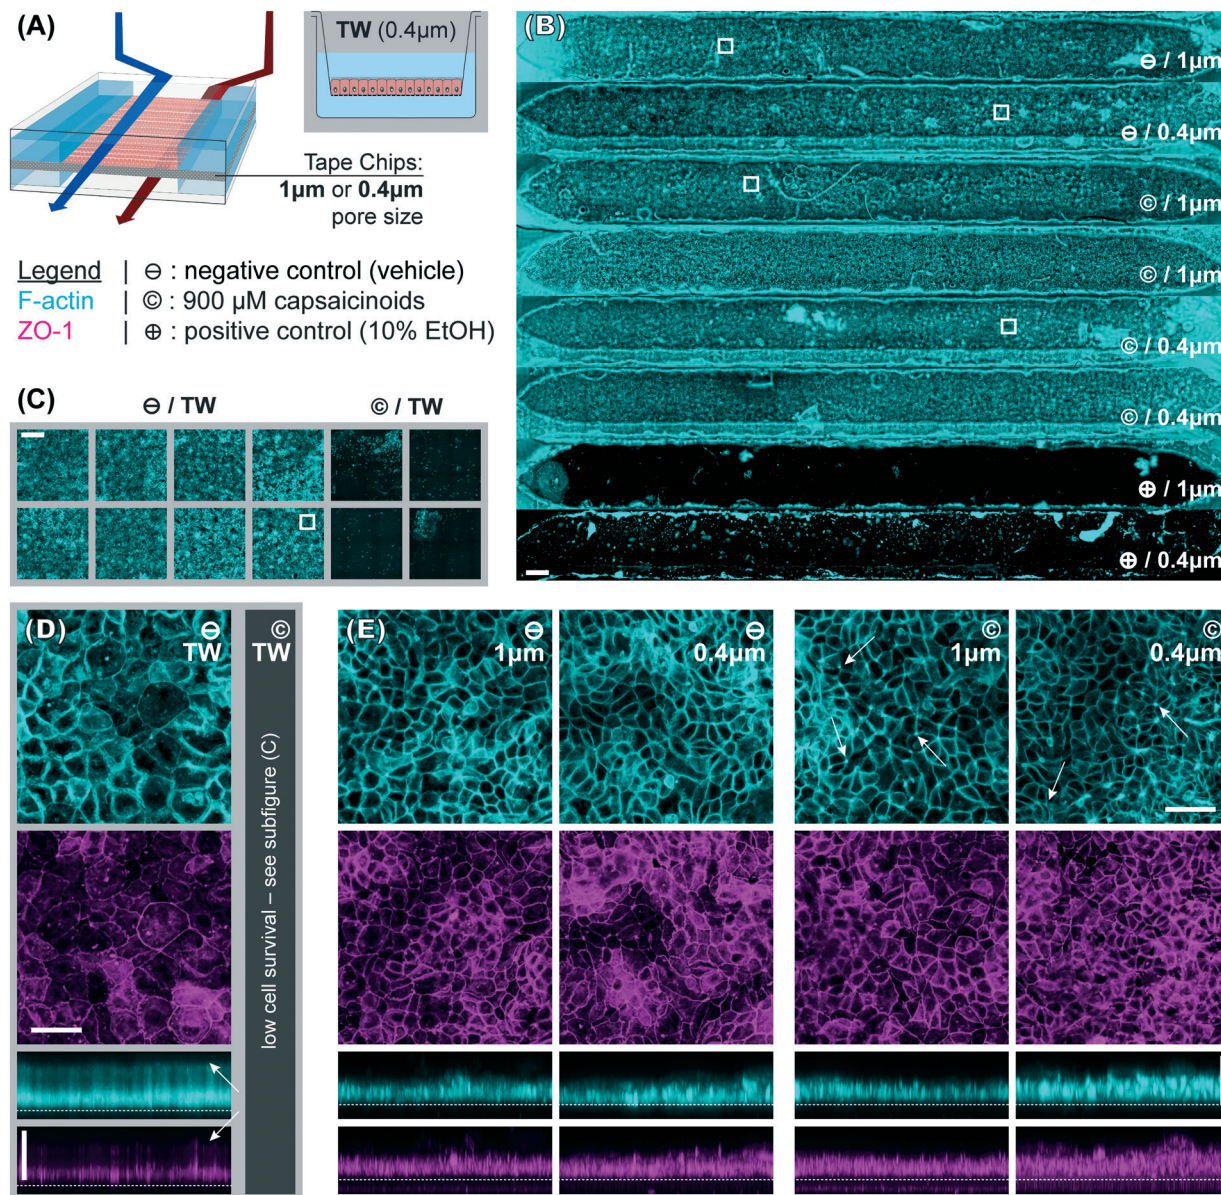 (A)
TW (0.4µm)
Tape Chips:
1µm or 0.4µm
pore size
Legend | ⊖ : negative control (vehicle)
F-actin | © : 900 µM capsaicinoids
ZO-1 | ⊕ : positive control (10% EtOH)
(B)
⊖ / 1µm
⊖ / 0.4µm
© / 1µm
© / 1µm
© / 0.4µm
© / 0.4µm
⊕ / 1µm
⊕ / 0.4µm
(C)
⊖ / TW
© / TW
(D)
⊖
TW
©
TW
low cell survival – see subfigure (C)
(E)
⊖
1µm
⊖
0.4µm
©
1µm
©
0.4µm